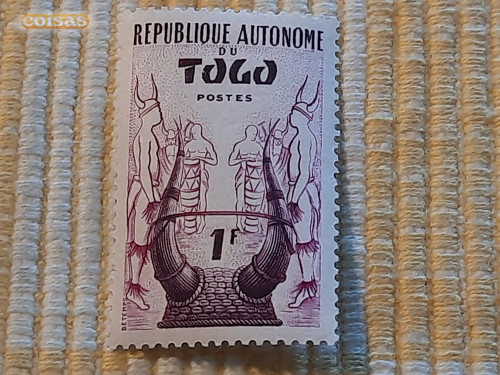 coisas
REPUBLIQUE AUTONOME
DU
TOGO
POSTES
1F